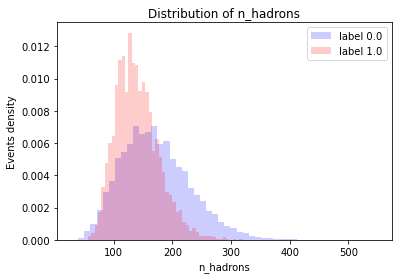 Distribution of n_hadrons
label 0.0
label 1.0
Events density
0.012
0.010
0.008
0.006
0.004
0.002
0.000
100 200 300 400 500
n_hadrons